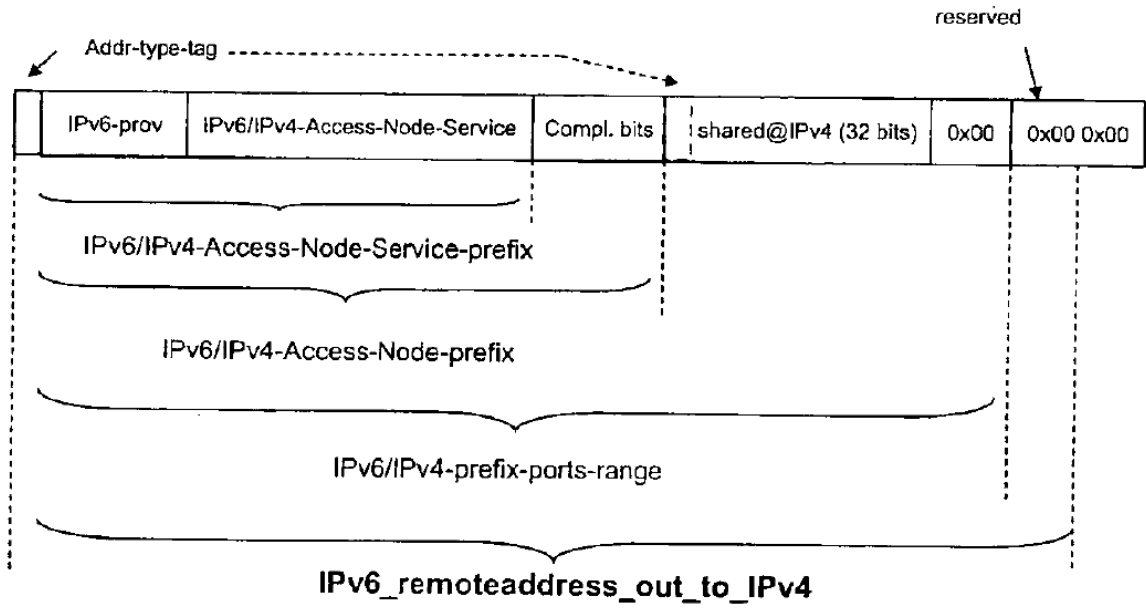 reserved
Addr-type-tag
IPv6-prov IPv6/IPv4-Access-Node-Service Compl. bits shared@IPv4 (32 bits) 0x00 0x00 0x00
IPv6/IPv4-Access-Node-Service-prefix
IPv6/IPv4-Access-Node-prefix
IPv6/IPv4-prefix-ports-range
IPv6_remoteaddress_out_to_IPv4